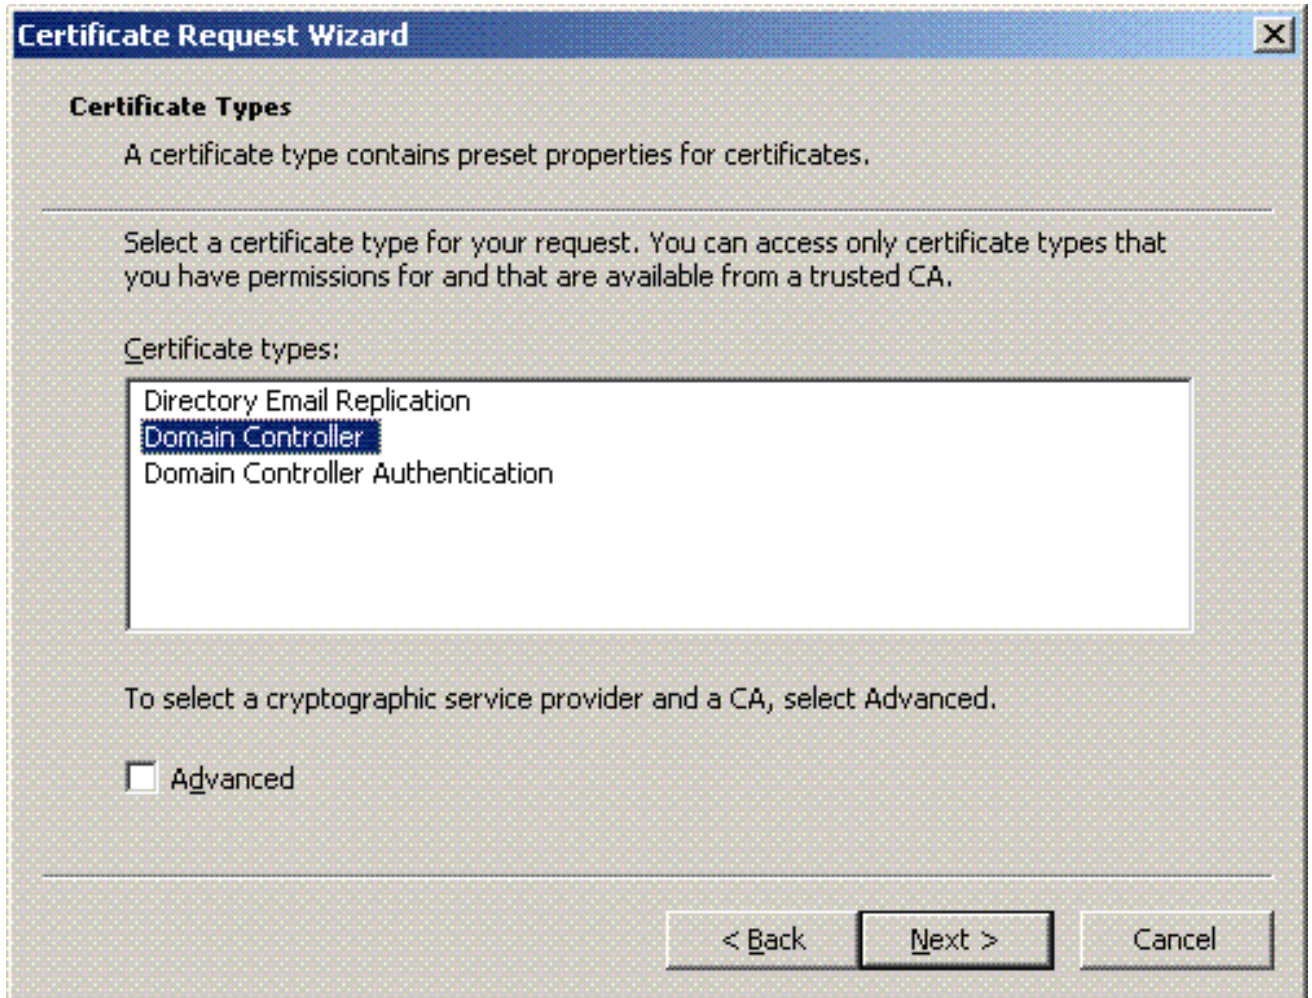 Certificate Request Wizard
Certificate Types
A certificate type contains preset properties for certificates.
Select a certificate type for your request. You can access only certificate types that
you have permissions for and that are available from a trusted CA.
Certificate types:
Directory Email Replication
Domain Controller
Domain Controller Authentication
To select a cryptographic service provider and a CA, select Advanced.
Advanced
< Back Next > Cancel